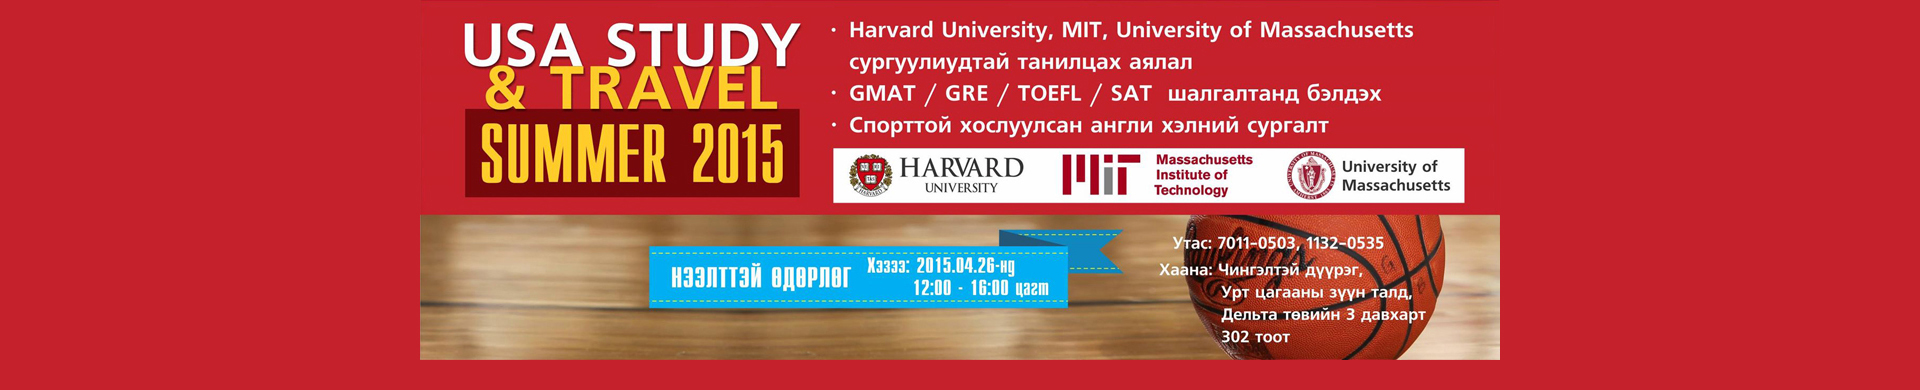 USA STUDY
& TRAVEL
SUMMER 2015
· Harvard University, MIT, University of Massachusetts
сургуулиудтай танилцах аялал
· GMAT / GRE / TOEFL / SAT шалгалтанд бэлдэх
· Спорттой хослуулсан англи хэлний сургалт
HARVARD
UNIVERSITY
MIT
Massachusetts
Institute of
Technology
University of
Massachusetts
НЭЭЛТТЭЙ ӨДӨРЛӨГ
Хэзээ: 2015.04.26-нд
12:00 - 16:00 цагт
Утас: 7011-0503, 1132-0535
Хаана: Чингэлтэй дүүрэг,
Урт цагааны зүүн талд,
Дельта төвийн 3 давхарт
302 тоот